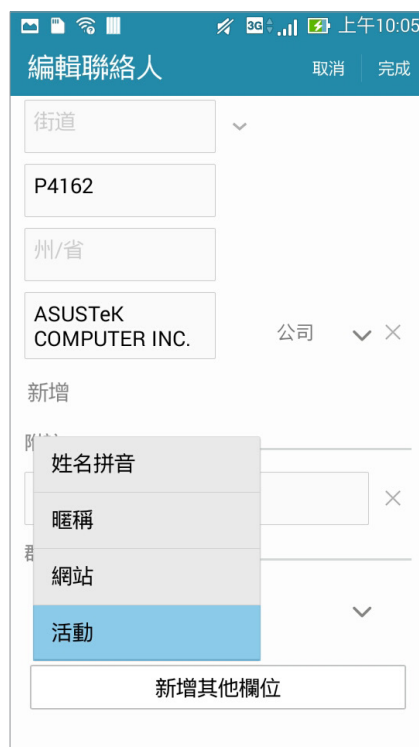 3G 上午10:05
編輯聯絡人 取消 完成
街道
P4162
州/省
ASUSTeK
COMPUTER INC. 公司
新增
姓名拼音
暱稱
網站
活動
新增其他欄位